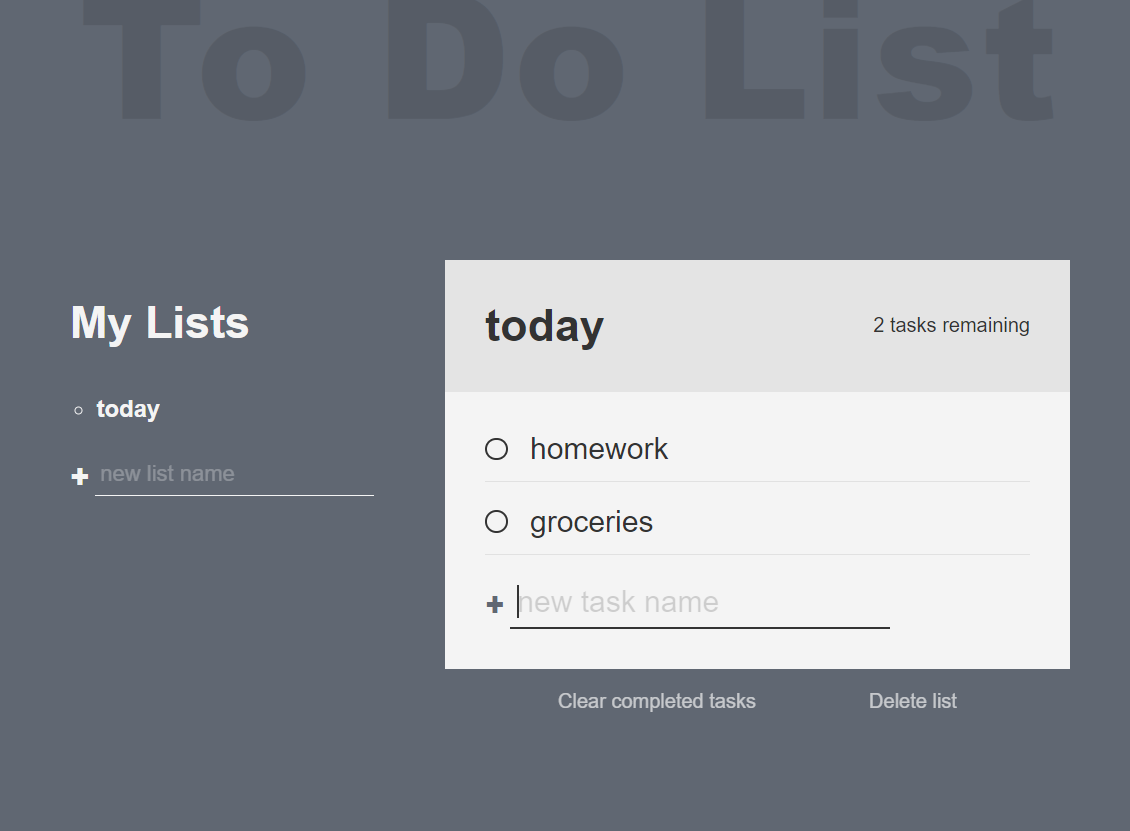 To Do List
My Lists
today
+ new list name
today
2 tasks remaining
homework
groceries
+ new task name
Clear completed tasks
Delete list